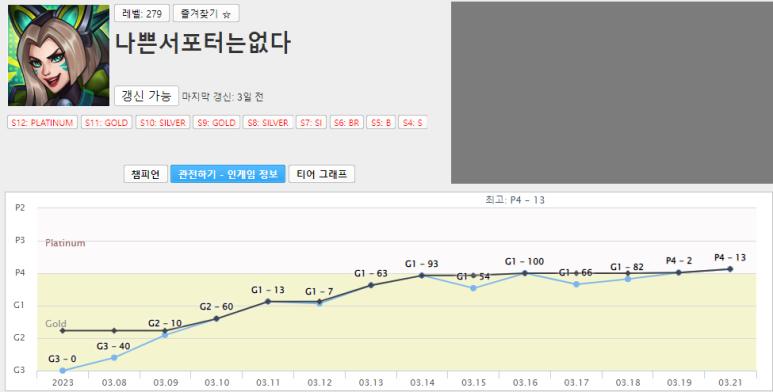 레벨: 279 즐겨찾기 ☆
나쁜서포터는없다
갱신 가능 마지막 갱신: 3일 전
S12: PLATINUM S11: GOLD S10: SILVER S9: GOLD S8: SILVER S7: SI S6: BR S5: B S4: S
챔피언 관전하기 - 인게임 정보 티어 그래프
최고: P4 - 13
P2
P3
Platinum
P4
G1
Gold
G2
G3
G3 - 0
G3 - 40
G2 - 10
G2 - 60
G1 - 13
G1 - 7
G1 - 63
G1 - 93
G1 - 54
G1 - 100
G1 - 66
G1 - 82
P4 - 2
P4 - 13
2023 03.08 03.09 03.10 03.11 03.12 03.13 03.14 03.15 03.16 03.17 03.18 03.19 03.21